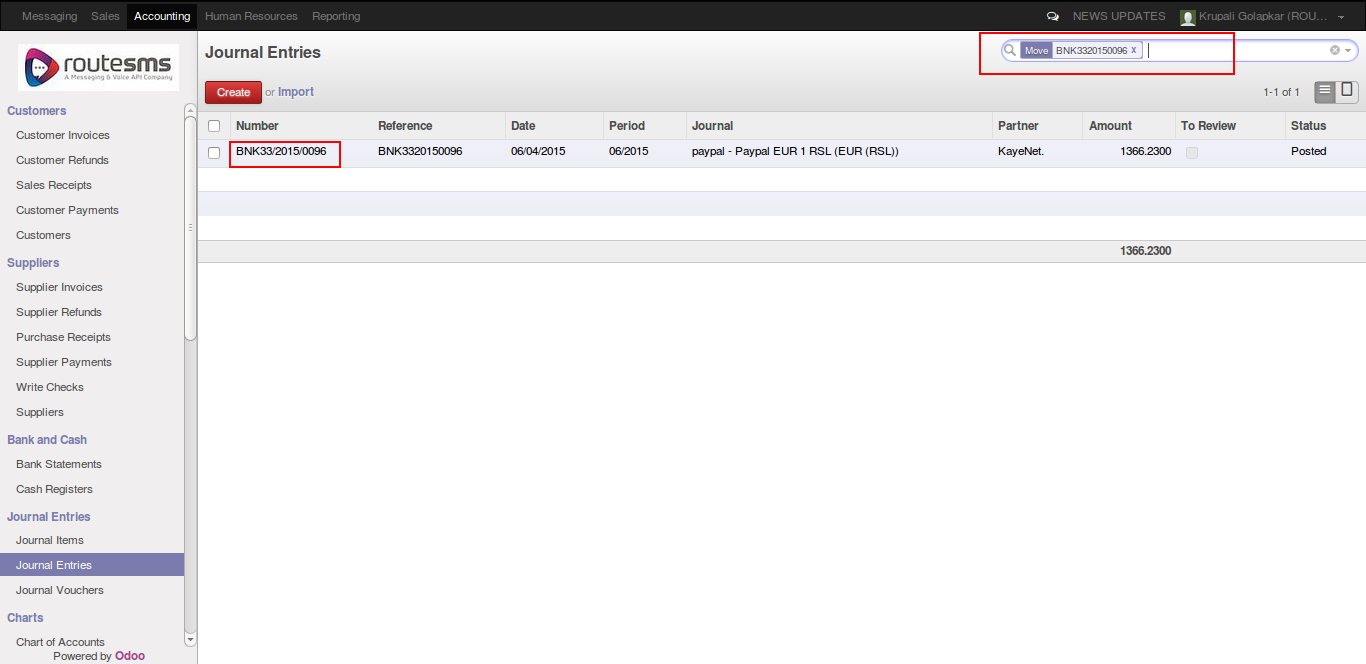 Messaging Sales Accounting Human Resources Reporting NEWS UPDATES Krupali Golapkar (ROU...
routesms
A Messaging & Voice API Company
Journal Entries
Move BNK3320150096 x
Create or Import
1-1 of 1
Number Reference Date Period Journal Partner Amount To Review Status
BNK33/2015/0096 BNK3320150096 06/04/2015 06/2015 paypal - Paypal EUR 1 RSL (EUR (RSL)) KayeNet. 1366.2300 Posted
1366.2300
Customers
Customer Invoices
Customer Refunds
Sales Receipts
Customer Payments
Customers
Suppliers
Supplier Invoices
Supplier Refunds
Purchase Receipts
Supplier Payments
Write Checks
Suppliers
Bank and Cash
Bank Statements
Cash Registers
Journal Entries
Journal Items
Journal Entries
Journal Vouchers
Charts
Chart of Accounts
Powered by Odoo